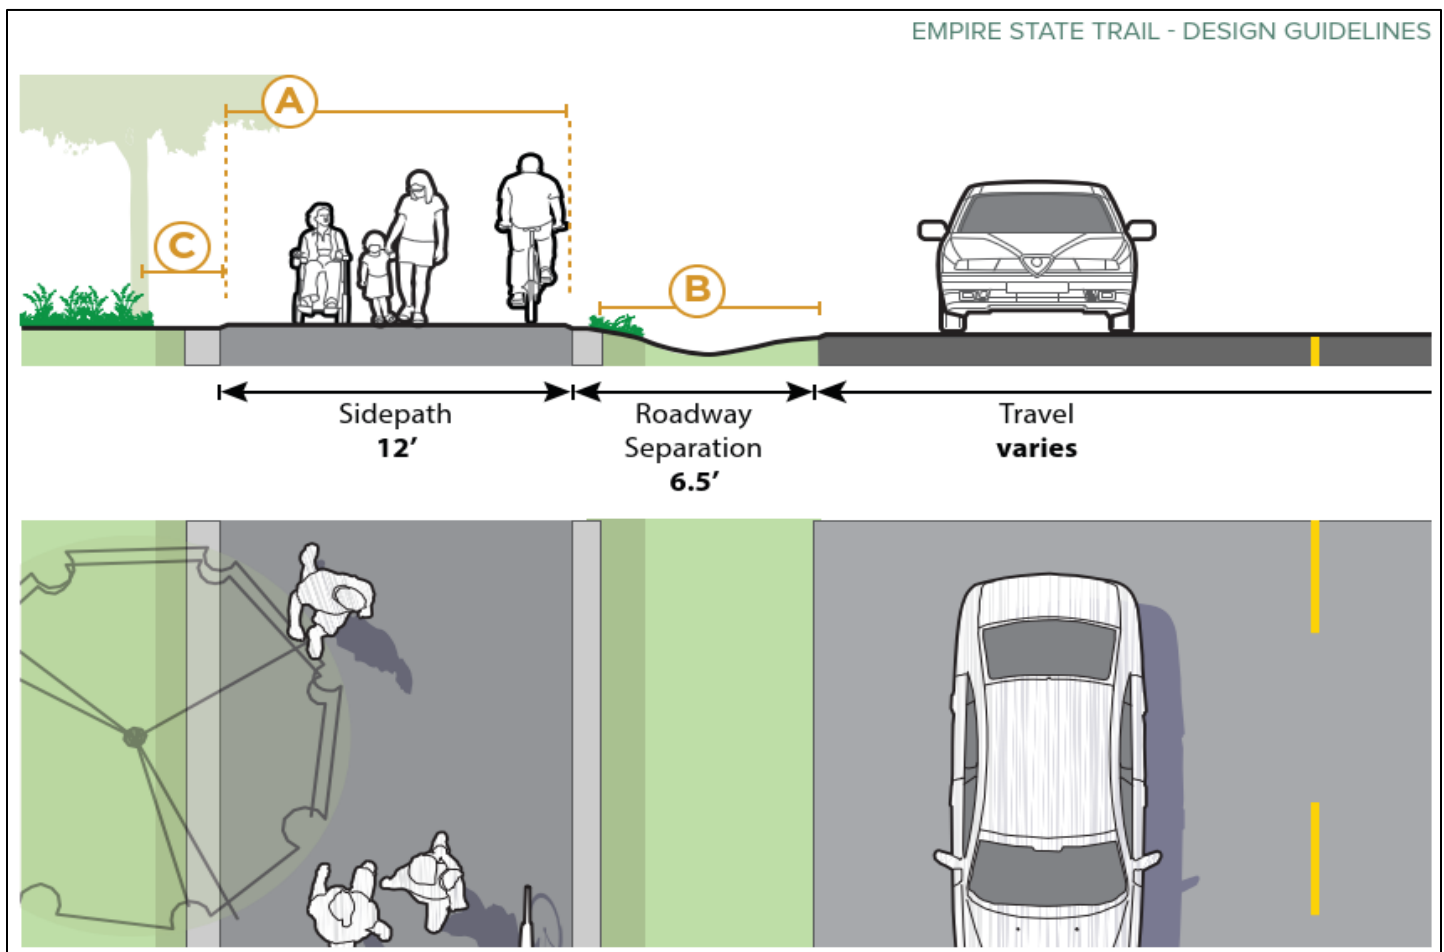 EMPIRE STATE TRAIL - DESIGN GUIDELINES
A
C
B
Sidepath
12′
Roadway
Separation
6.5′
Travel
varies